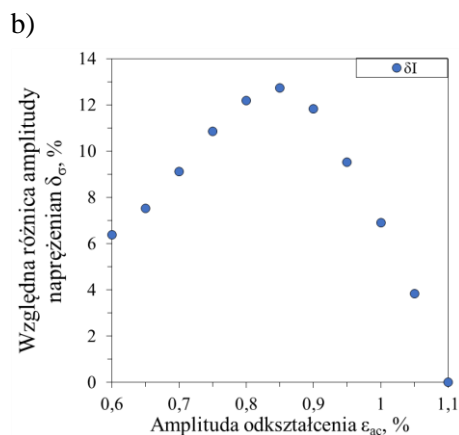 b)
Względna różnica amplitudy
naprężenian δσ, %
14
12
10
8
6
4
2
0
δI
0,6
0,7
0,8
0,9
1
1,1
Amplituda odkształcenia εac, %